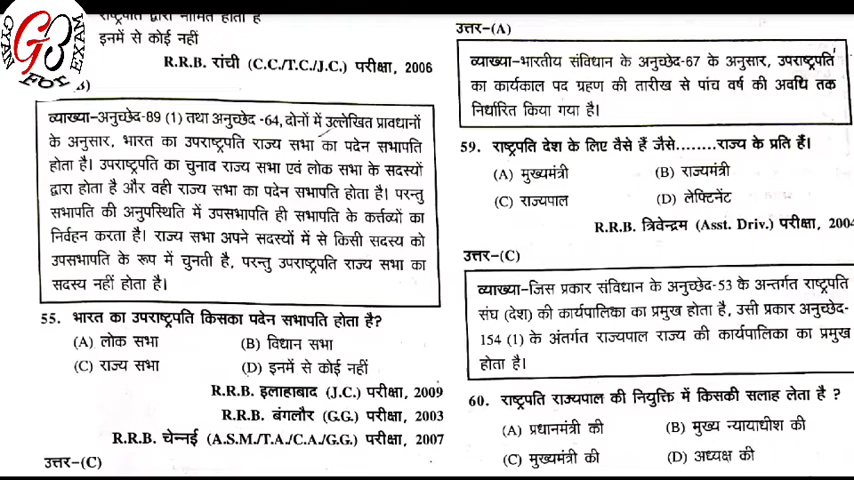 GYAN
GB
FOR
EXAM
राष्ट्रपति द्वारा नामित होता है
इनमें से कोई नहीं
R.R.B. रांची (C.C./T.C./J.C.) परीक्षा, 2006
व्याख्या–अनुच्छेद-89 (1) तथा अनुच्छेद -64, दोनों में उल्लेखित प्रावधानों
के अनुसार, भारत का उपराष्ट्रपति राज्य सभा का पदेन सभापति
होता है। उपराष्ट्रपति का चुनाव राज्य सभा एवं लोक सभा के सदस्यों
द्वारा होता है और वही राज्य सभा का पदेन सभापति होता है। परन्तु
सभापति की अनुपस्थिति में उपसभापति ही सभापति के कर्त्तव्यों का
निर्वहन करता है। राज्य सभा अपने सदस्यों में से किसी सदस्य को
उपसभापति के रूप में चुनती है, परन्तु उपराष्ट्रपति राज्य सभा का
सदस्य नहीं होता है।
55. भारत का उपराष्ट्रपति किसका पदेन सभापति होता है?
(A) लोक सभा (B) विधान सभा
(C) राज्य सभा (D) इनमें से कोई नहीं
R.R.B. इलाहाबाद (J.C.) परीक्षा, 2009
R.R.B. बंगलौर (G.G.) परीक्षा, 2003
R.R.B. चेन्नई (A.S.M./T.A./C.A./G.G.) परीक्षा, 2007
उत्तर–(C)
उत्तर–(A)
व्याख्या–भारतीय संविधान के अनुच्छेद-67 के अनुसार, उपराष्ट्रपति
का कार्यकाल पद ग्रहण की तारीख से पांच वर्ष की अवधि तक
निर्धारित किया गया है।
59. राष्ट्रपति देश के लिए वैसे हैं जैसे........राज्य के प्रति हैं।
(A) मुख्यमंत्री (B) राज्यमंत्री
(C) राज्यपाल (D) लेफ्टिनेंट
R.R.B. त्रिवेन्द्रम (Asst. Driv.) परीक्षा, 2004
उत्तर–(C)
व्याख्या–जिस प्रकार संविधान के अनुच्छेद-53 के अन्तर्गत राष्ट्रपति
संघ (देश) की कार्यपालिका का प्रमुख होता है, उसी प्रकार अनुच्छेद-
154 (1) के अंतर्गत राज्यपाल राज्य की कार्यपालिका का प्रमुख
होता है।
60. राष्ट्रपति राज्यपाल की नियुक्ति में किसकी सलाह लेता है ?
(A) प्रधानमंत्री की (B) मुख्य न्यायाधीश की
(C) मुख्यमंत्री की (D) अध्यक्ष की